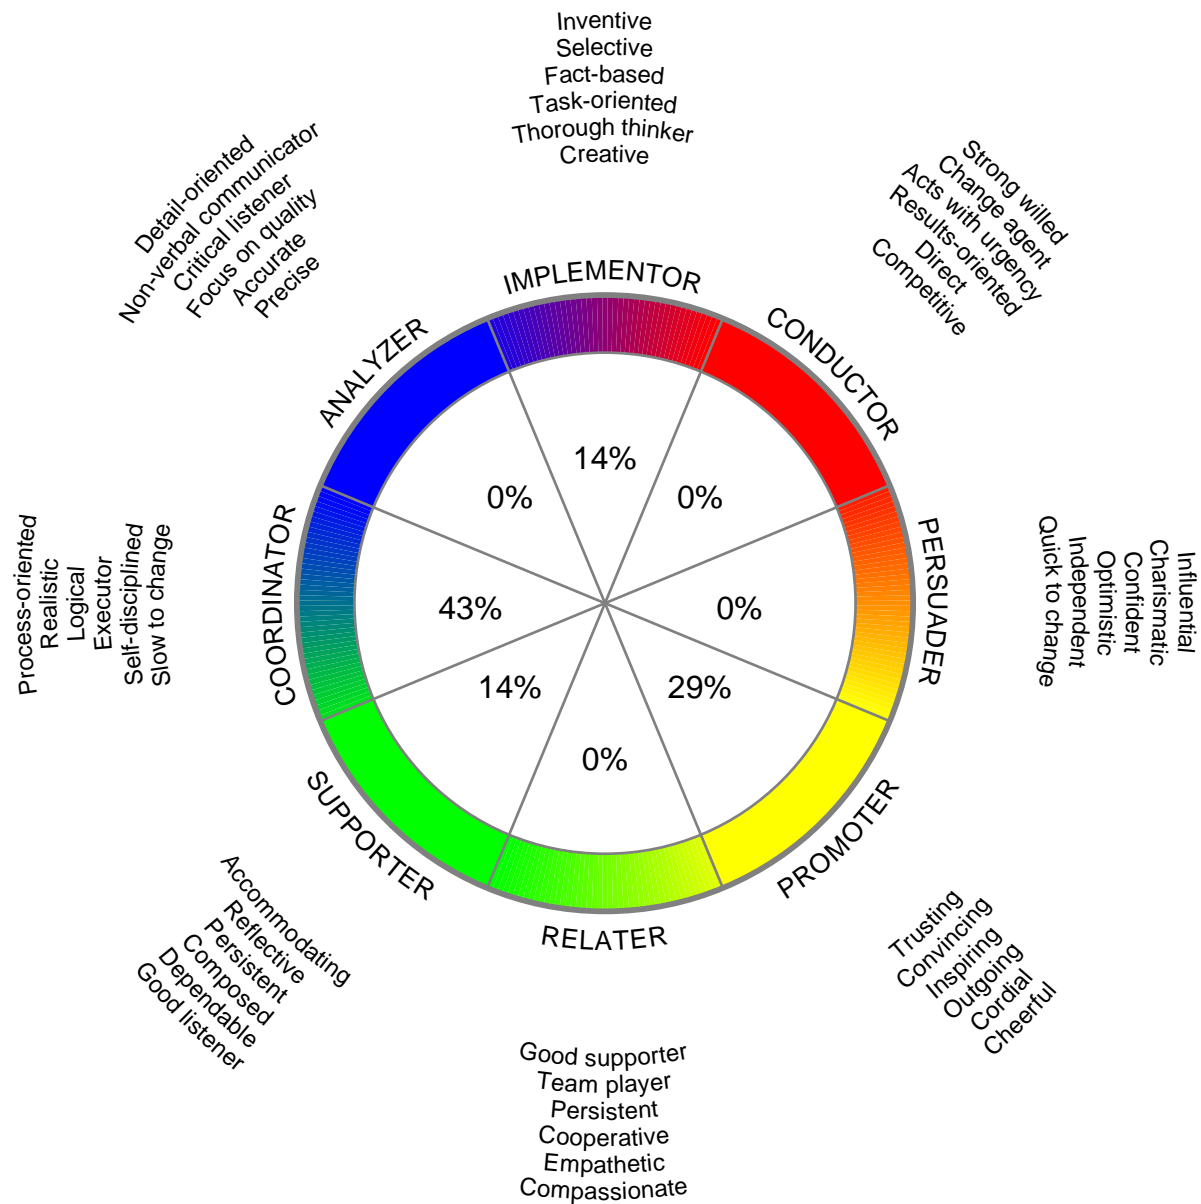 Inventive
Selective
Fact-based
Task-oriented
Thorough thinker
Creative
IMPLEMENTOR
14%
Strong willed
Change agent
Acts with urgency
Results-oriented
Direct
Competitive
CONDUCTOR
0%
Influential
Charismatic
Confident
Optimistic
Independent
Quick to change
PERSUADER
0%
PROMOTER
29%
Trusting
Convincing
Inspiring
Outgoing
Cordial
Cheerful
RELATER
0%
Good supporter
Team player
Persistent
Cooperative
Empathetic
Compassionate
SUPPORTER
14%
Accommodating
Reflective
Persistent
Composed
Dependable
Good listener
COORDINATOR
43%
Process-oriented
Realistic
Logical
Executor
Self-disciplined
Slow to change
ANALYZER
0%
Detail-oriented
Non-verbal communicator
Critical listener
Focus on quality
Accurate
Precise